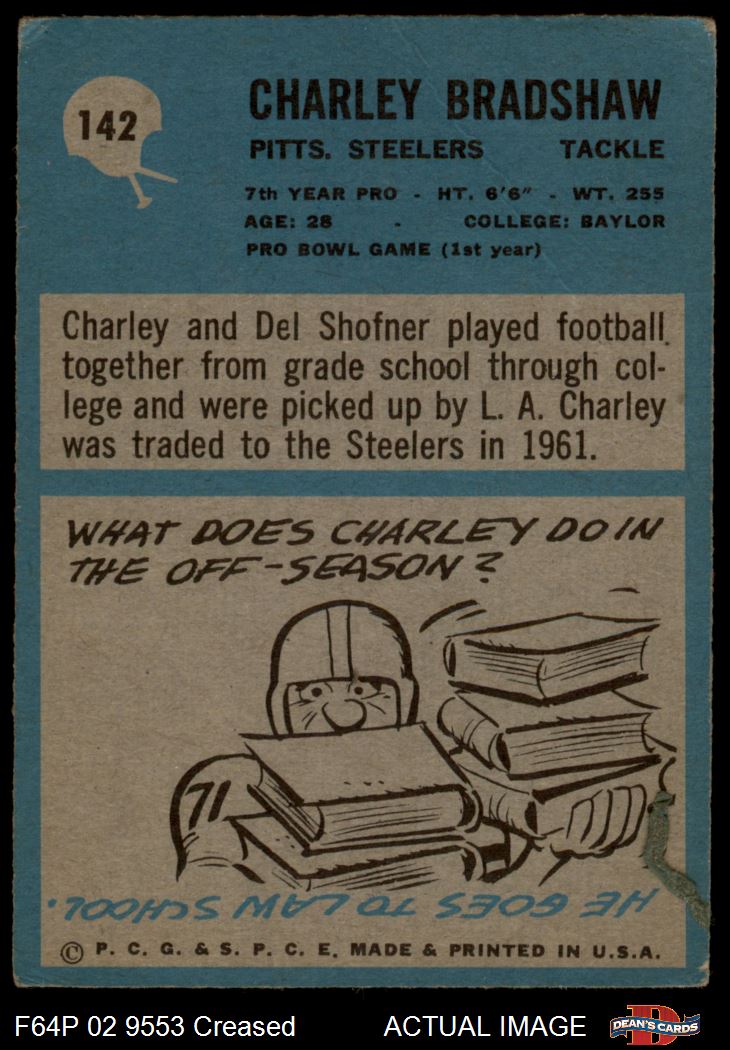 142
CHARLEY BRADSHAW
PITTS. STEELERS TACKLE
7th YEAR PRO - HT. 6'6" - WT. 255
AGE: 28 - COLLEGE: BAYLOR
PRO BOWL GAME (1st year)
Charley and Del Shofner played football
together from grade school through col-
lege and were picked up by L. A. Charley
was traded to the Steelers in 1961.
WHAT DOES CHARLEY DO IN
THE OFF-SEASON?
71
HE GOES TO LAW SCHOOL.
© P. C. G. & S. P. C. E. MADE & PRINTED IN U.S.A.
F64P 02 9553 Creased ACTUAL IMAGE
D
DEAN'S CARDS